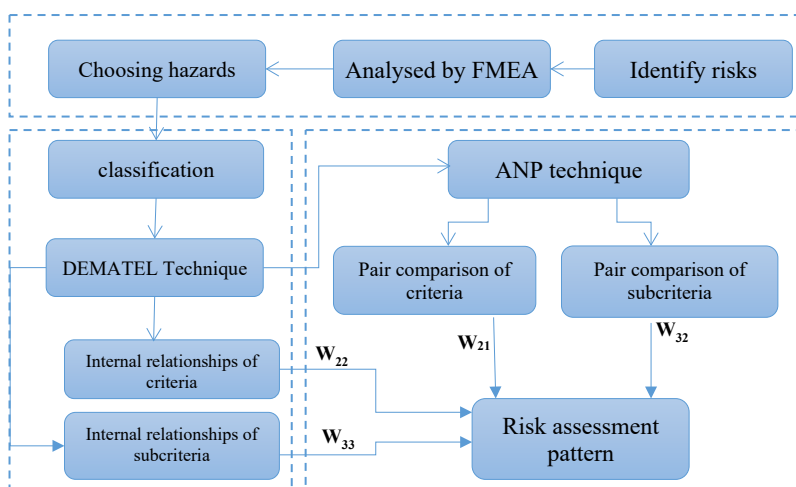 Choosing hazards
Analysed by FMEA
Identify risks
classification
ANP technique
DEMATEL Technique
Pair comparison of
criteria
Pair comparison of
subcriteria
W21
W32
Internal relationships of
criteria
W22
Internal relationships of
subcriteria
W33
Risk assessment
pattern